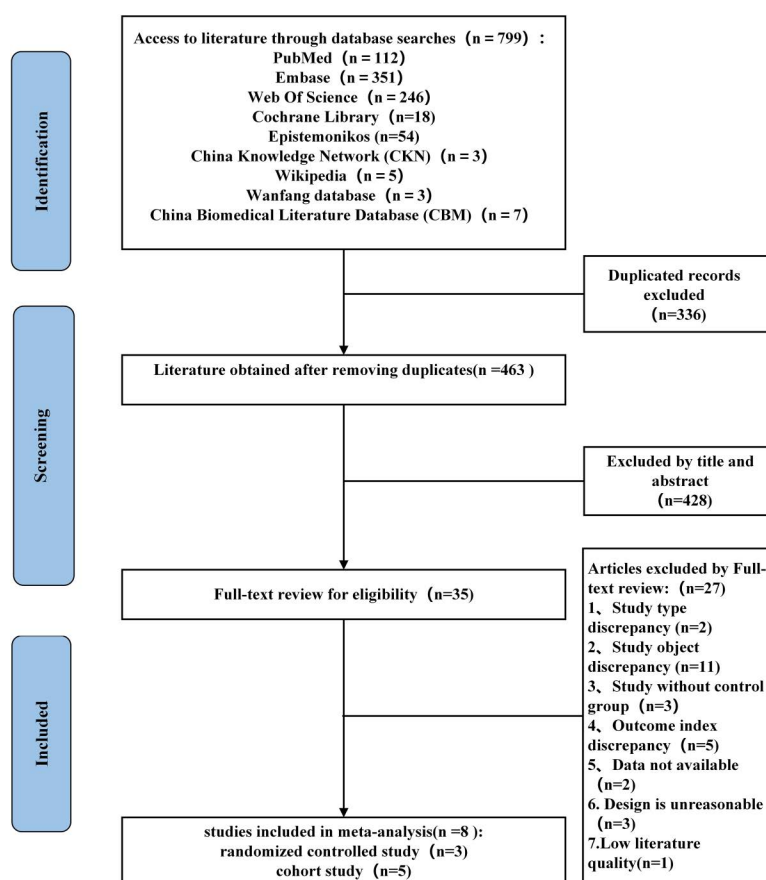 Identification
Access to literature through database searches（n = 799）：
PubMed（n = 112）
Embase（n = 351）
Web Of Science（n = 246）
Cochrane Library（n=18）
Epistemonikos (n=54）
China Knowledge Network (CKN)（n = 3）
Wikipedia（n = 5）
Wanfang database（n = 3）
China Biomedical Literature Database (CBM)（n = 7）
Duplicated records
excluded
（n=336）
Screening
Literature obtained after removing duplicates(n =463 )
Excluded by title and
abstract
（n=428）
Full-text review for eligibility（n=35）
Articles excluded by Full-
text review:（n=27）
1、Study type
discrepancy (n=2）
2、Study object
discrepancy (n=11）
3、Study without control
group（n=3）
4、Outcome index
discrepancy（n=5）
5、Data not available
（n=2）
6. Design is unreasonable
（n=3）
7.Low literature
quality(n=1）
Included
studies included in meta-analysis(n =8 ):
randomized controlled study（n=3）
cohort study（n=5）